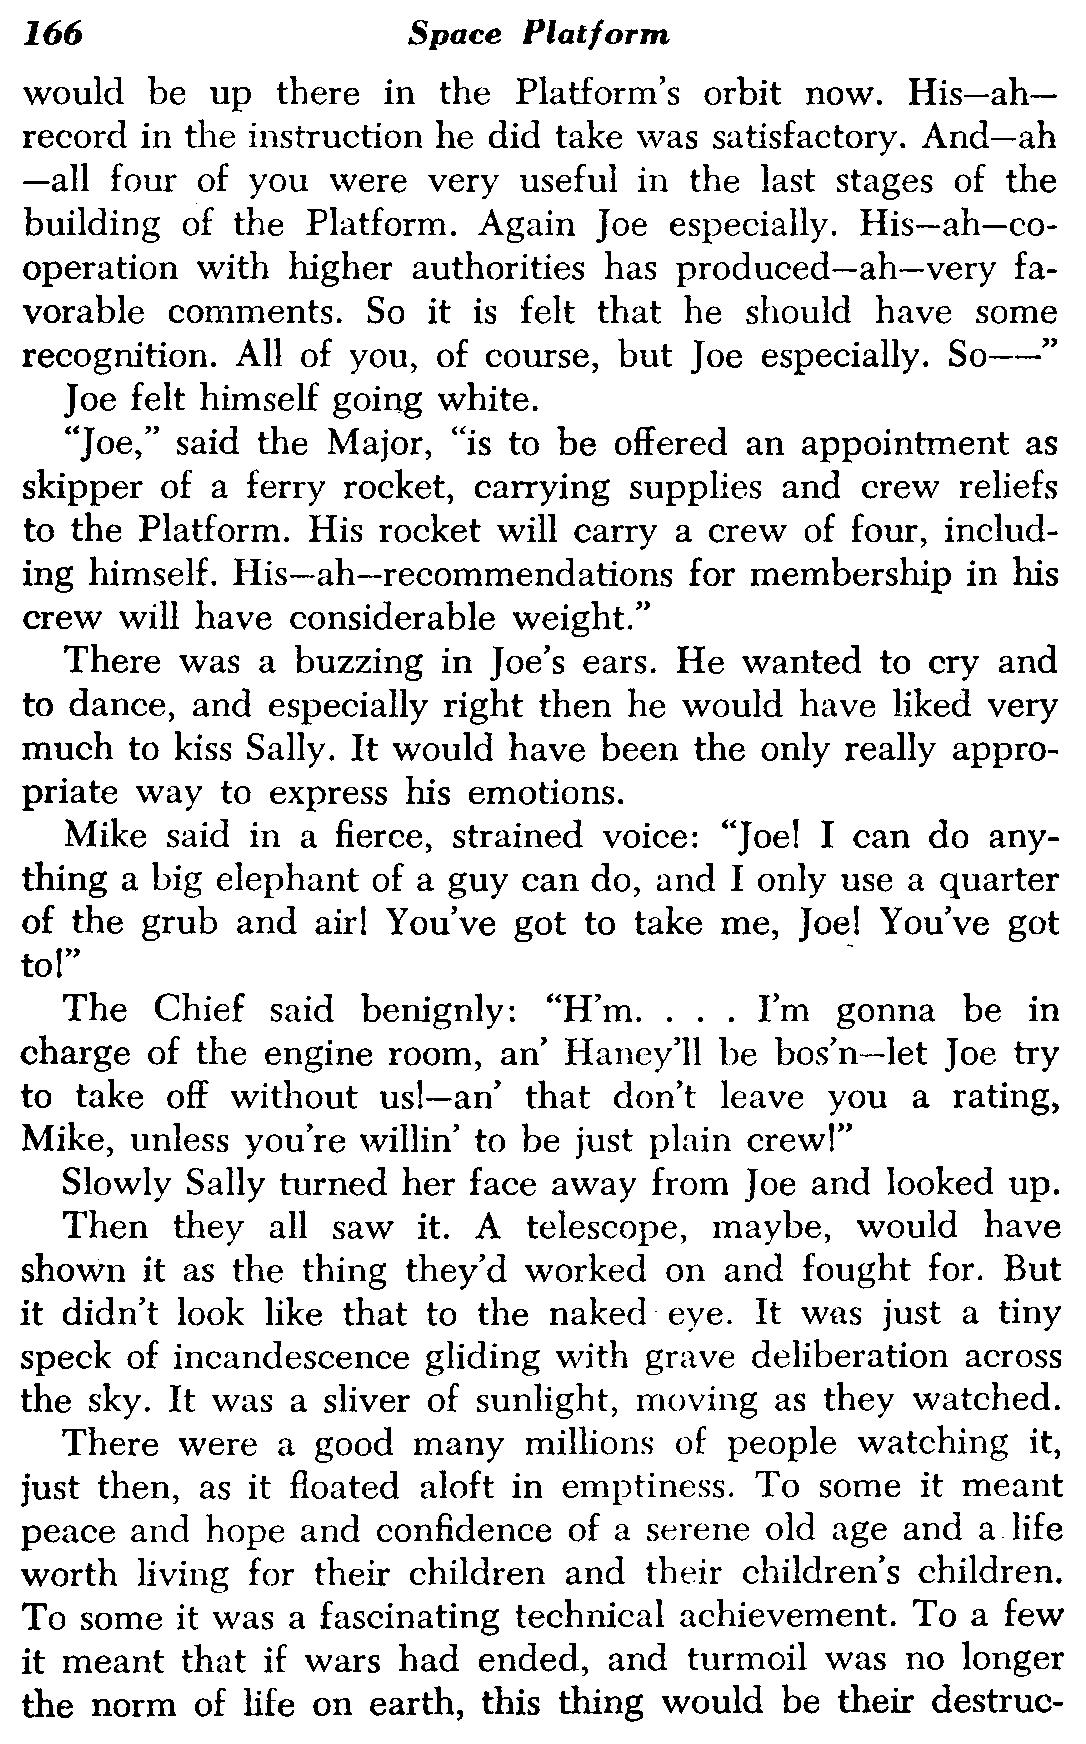 166 Space Platform
would be up there in the Platform's orbit now. His—ah—
record in the instruction he did take was satisfactory. And—ah
—all four of you were very useful in the last stages of the
building of the Platform. Again Joe especially. His—ah—co-
operation with higher authorities has produced—ah—very fa-
vorable comments. So it is felt that he should have some
recognition. All of you, of course, but Joe especially. So——”
Joe felt himself going white.
“Joe,” said the Major, “is to be offered an appointment as
skipper of a ferry rocket, carrying supplies and crew reliefs
to the Platform. His rocket will carry a crew of four, includ-
ing himself. His—ah—recommendations for membership in his
crew will have considerable weight.”
There was a buzzing in Joe's ears. He wanted to cry and
to dance, and especially right then he would have liked very
much to kiss Sally. It would have been the only really appro-
priate way to express his emotions.
Mike said in a fierce, strained voice: “Joe! I can do any-
thing a big elephant of a guy can do, and I only use a quarter
of the grub and air! You've got to take me, Joe! You've got
to!”
The Chief said benignly: “H'm. . . . I'm gonna be in
charge of the engine room, an' Haney'll be bos'n—let Joe try
to take off without us!—an' that don't leave you a rating,
Mike, unless you're willin' to be just plain crew!”
Slowly Sally turned her face away from Joe and looked up.
Then they all saw it. A telescope, maybe, would have
shown it as the thing they'd worked on and fought for. But
it didn't look like that to the naked eye. It was just a tiny
speck of incandescence gliding with grave deliberation across
the sky. It was a sliver of sunlight, moving as they watched.
There were a good many millions of people watching it,
just then, as it floated aloft in emptiness. To some it meant
peace and hope and confidence of a serene old age and a life
worth living for their children and their children's children.
To some it was a fascinating technical achievement. To a few
it meant that if wars had ended, and turmoil was no longer
the norm of life on earth, this thing would be their destruc-